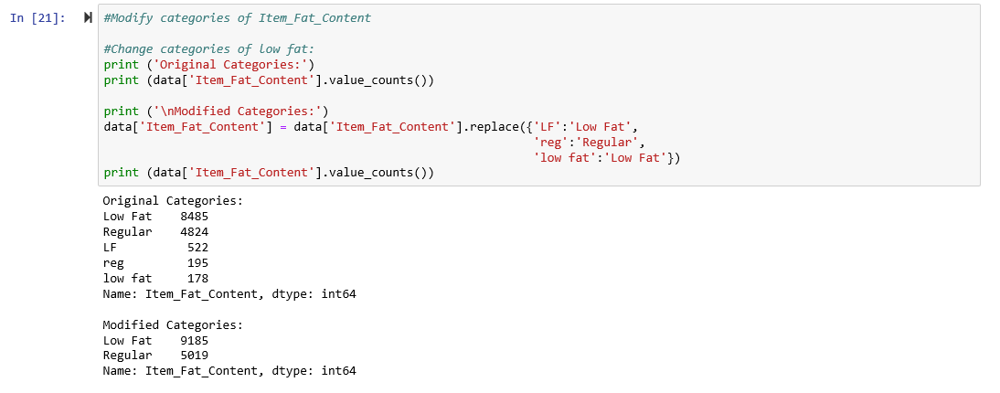 In [21]:
#Modify categories of Item_Fat_Content
#Change categories of low fat:
print ('Original Categories:')
print (data['Item_Fat_Content'].value_counts())
print ('\nModified Categories:')
data['Item_Fat_Content'] = data['Item_Fat_Content'].replace({'LF':'Low Fat',
'reg':'Regular',
'low fat':'Low Fat'})
print (data['Item_Fat_Content'].value_counts())
Original Categories:
Low Fat    8485
Regular    4824
LF          522
reg         195
low fat     178
Name: Item_Fat_Content, dtype: int64
Modified Categories:
Low Fat    9185
Regular    5019
Name: Item_Fat_Content, dtype: int64